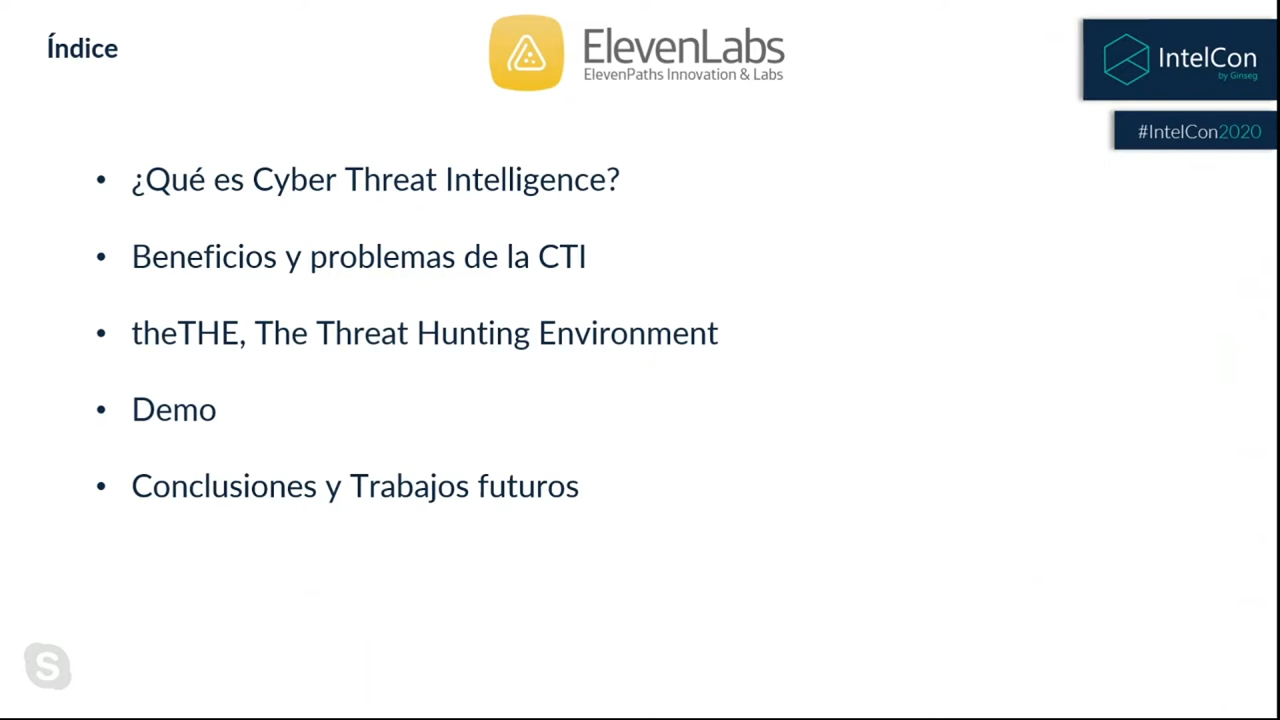 Índice
ElevenLabs
ElevenPaths Innovation & Labs
IntelCon
by Ginseg
#IntelCon2020
• ¿Qué es Cyber Threat Intelligence?
• Beneficios y problemas de la CTI
• theTHE, The Threat Hunting Environment
• Demo
• Conclusiones y Trabajos futuros
S